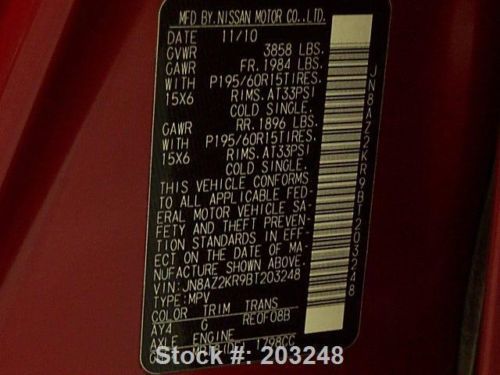 MFD BY. NISSAN MOTOR CO., LTD.
DATE 11/10
GVWR 3858 LBS.
GAWR FR. 1984 LBS.
WITH P195/60R15TIRES.
15X6 RIMS. AT33PSI
COLD SINGLE.
GAWR RR. 1896 LBS.
WITH P195/60R15TIRES.
15X6 RIMS. AT33PSI
COLD SINGLE.
THIS VEHICLE CONFORMS
TO ALL APPLICABLE FED-
ERAL MOTOR VEHICLE SA-
FETY AND THEFT PREVEN-
TION STANDARDS IN EFF-
ECT ON THE DATE OF MA-
NUFACTURE SHOWN ABOVE.
VIN: JN8AZ2KR9BT203248
TYPE: MPV
COLOR TRIM TRANS
AY4 G RE0F08B
AXLE ENGINE
1798CC
JN8AZ2KR9BT203248
Stock #: 203248